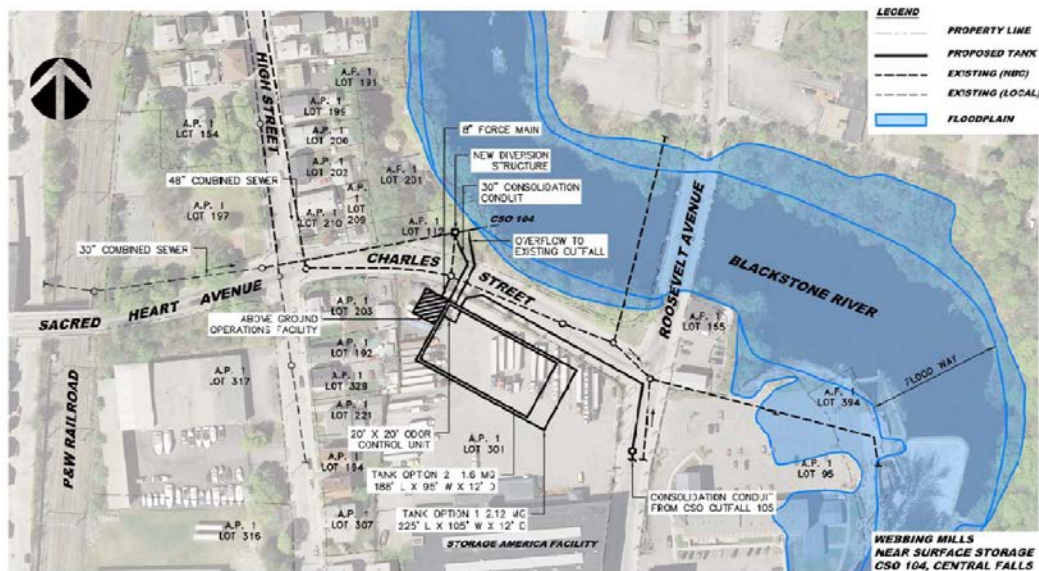 LEGEND
PROPERTY LINE
PROPOSED TANK
EXISTING (NBC)
EXISTING (LOCAL)
FLOODPLAIN
HIGH STREET
A.P. 1
LOT 191
A.P. 1
LOT 184
A.P. 1
LOT 199
A.P. 1
LOT 200
A.P. 1
LOT 202
A.P. 1
LOT 201
A.P. 1
LOT
209
A.P. 1
LOT 210
A.P. 1
LOT 197
A.P. 1
LOT 112
8" FORCE MAIN
NEW DIVERSION
STRUCTURE
30" CONSOLIDATION
CONDUIT
CSO 104
OVERFLOW TO
EXISTING OUTFALL
48" COMBINED SEWER
30" COMBINED SEWER
SACRED HEART AVENUE
CHARLES STREET
ROOSEVELT AVENUE
BLACKSTONE RIVER
FLOOD WAY
P&W RAILROAD
ABOVE GROUND
OPERATIONS FACILITY
A.P. 1
LOT 203
A.P. 1
LOT 192
A.P. 1
LOT 328
A.P. 1
LOT 221
A.P. 1
LOT 194
A.P. 1
LOT 307
A.P. 1
LOT 317
A.P. 1
LOT 316
A.P. 1
LOT 165
A.P. 1
LOT 394
A.P. 1
LOT 95
A.P. 1
LOT 301
20' X 20' ODOR
CONTROL UNIT
TANK OPTION 2 1.6 MG
188' L X 95' W X 12' D
TANK OPTION 1 2.12 MG
225' L X 105' W X 12' D
CONSOLIDATION CONDUIT
FROM CSO OUTFALL 105
STORAGE AMERICA FACILITY
WEBBING MILLS
NEAR SURFACE STORAGE
CSO 104, CENTRAL FALLS